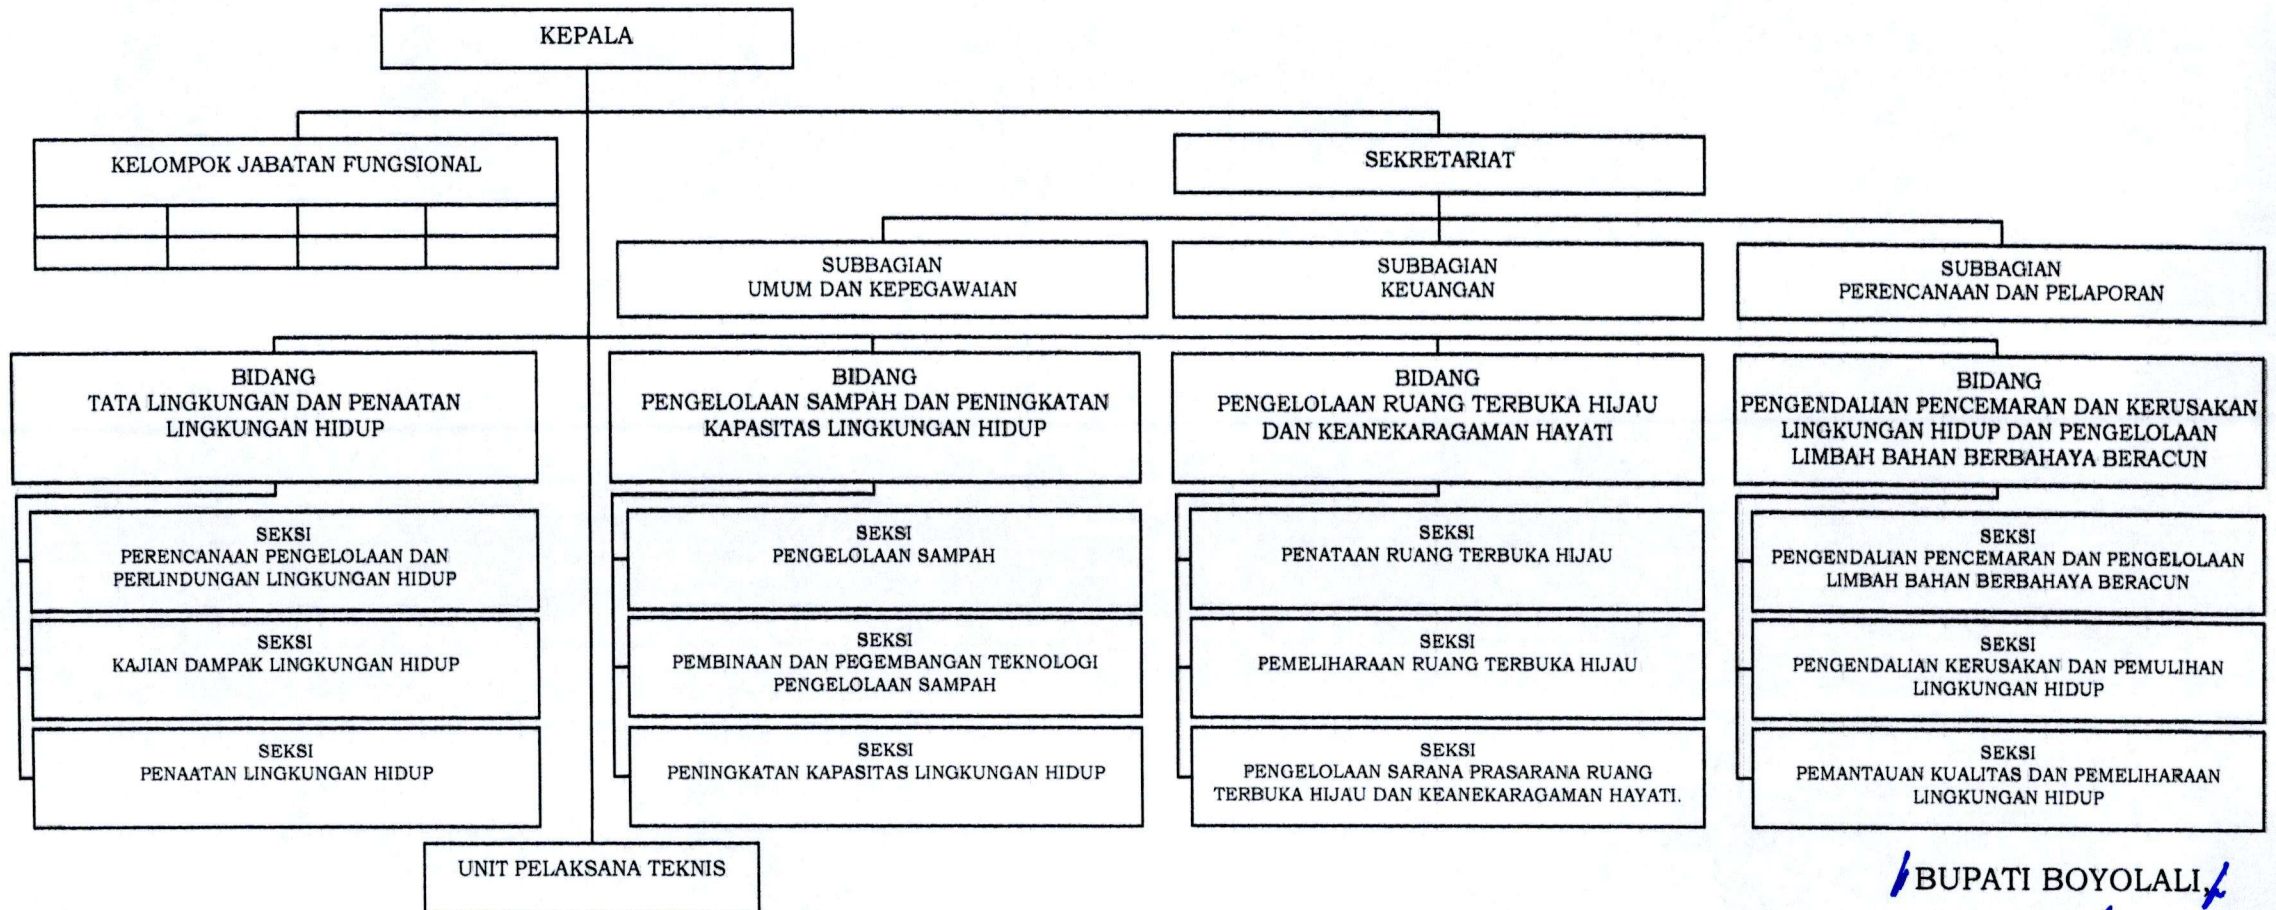 KEPALA
KELOMPOK JABATAN FUNGSIONAL
SEKRETARIAT
SUBBAGIAN
UMUM DAN KEPEGAWAIAN
SUBBAGIAN
KEUANGAN
SUBBAGIAN
PERENCANAAN DAN PELAPORAN
BIDANG
TATA LINGKUNGAN DAN PENAATAN
LINGKUNGAN HIDUP
BIDANG
PENGELOLAAN SAMPAH DAN PENINGKATAN
KAPASITAS LINGKUNGAN HIDUP
BIDANG
PENGELOLAAN RUANG TERBUKA HIJAU
DAN KEANEKARAGAMAN HAYATI
BIDANG
PENGENDALIAN PENCEMARAN DAN KERUSAKAN
LINGKUNGAN HIDUP DAN PENGELOLAAN
LIMBAH BAHAN BERBAHAYA BERACUN
SEKSI
PERENCANAAN PENGELOLAAN DAN
PERLINDUNGAN LINGKUNGAN HIDUP
SEKSI
KAJIAN DAMPAK LINGKUNGAN HIDUP
SEKSI
PENAATAN LINGKUNGAN HIDUP
SEKSI
PENGELOLAAN SAMPAH
SEKSI
PEMBINAAN DAN PEGEMBANGAN TEKNOLOGI
PENGELOLAAN SAMPAH
SEKSI
PENINGKATAN KAPASITAS LINGKUNGAN HIDUP
SEKSI
PENATAAN RUANG TERBUKA HIJAU
SEKSI
PEMELIHARAAN RUANG TERBUKA HIJAU
SEKSI
PENGELOLAAN SARANA PRASARANA RUANG
TERBUKA HIJAU DAN KEANEKARAGAMAN HAYATI.
SEKSI
PENGENDALIAN PENCEMARAN DAN PENGELOLAAN
LIMBAH BAHAN BERBAHAYA BERACUN
SEKSI
PENGENDALIAN KERUSAKAN DAN PEMULIHAN
LINGKUNGAN HIDUP
SEKSI
PEMANTAUAN KUALITAS DAN PEMELIHARAAN
LINGKUNGAN HIDUP
UNIT PELAKSANA TEKNIS
BUPATI BOYOLALI,